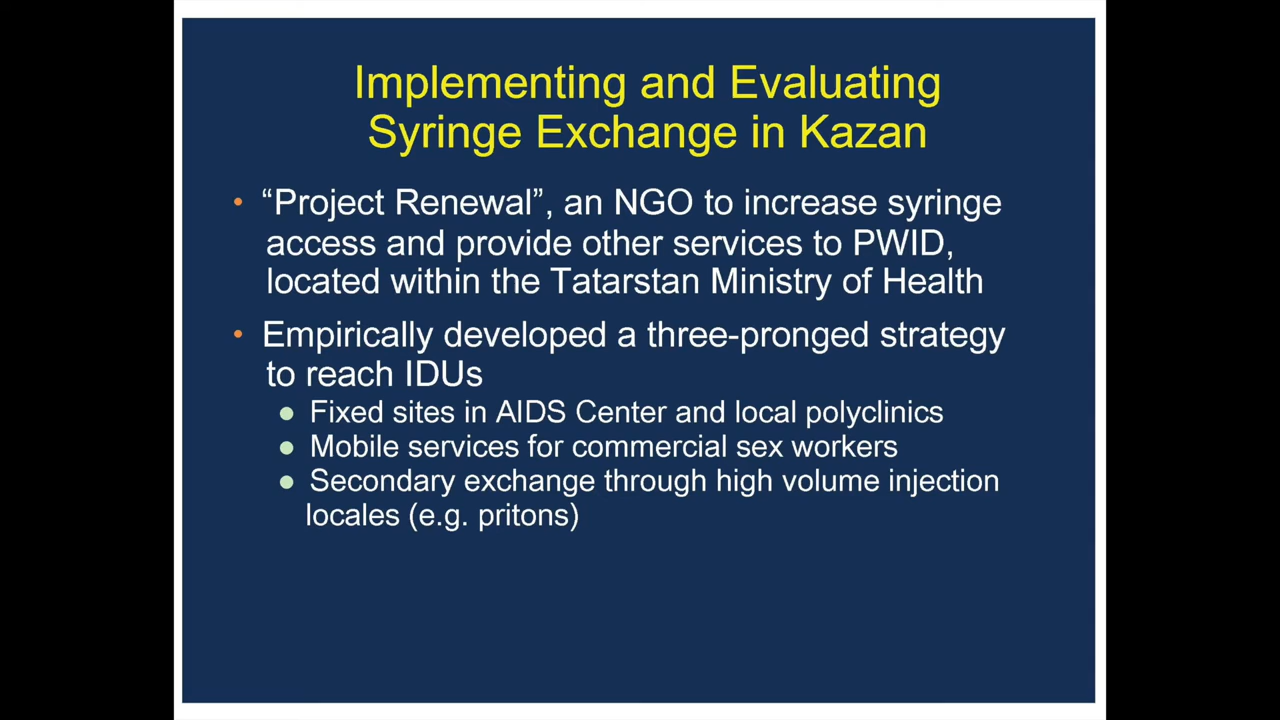 Implementing and Evaluating
Syringe Exchange in Kazan
• “Project Renewal”, an NGO to increase syringe
access and provide other services to PWID,
located within the Tatarstan Ministry of Health
• Empirically developed a three-pronged strategy
to reach IDUs
● Fixed sites in AIDS Center and local polyclinics
● Mobile services for commercial sex workers
● Secondary exchange through high volume injection
locales (e.g. pritons)